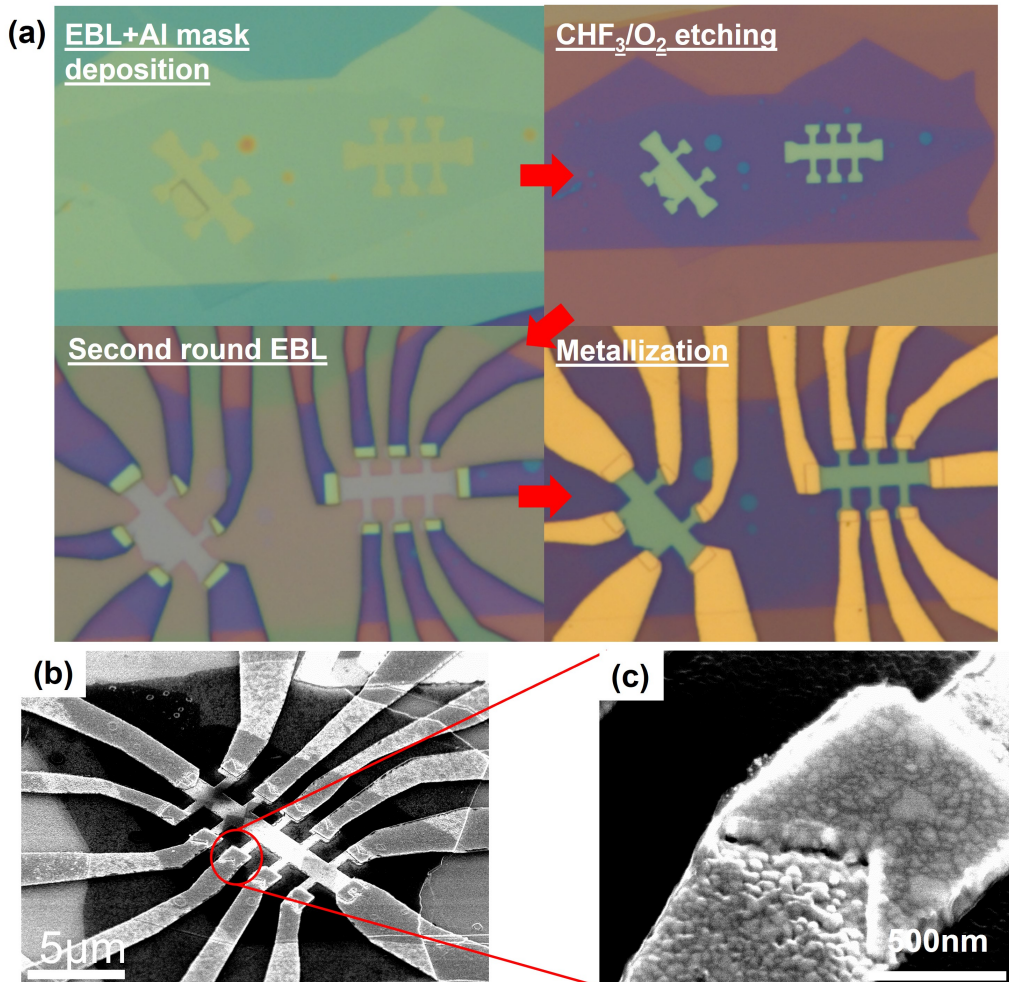 (a)
EBL+Al mask
deposition
CHF₃/O₂ etching
Second round EBL
Metallization
(b)
5μm
(c)
500nm